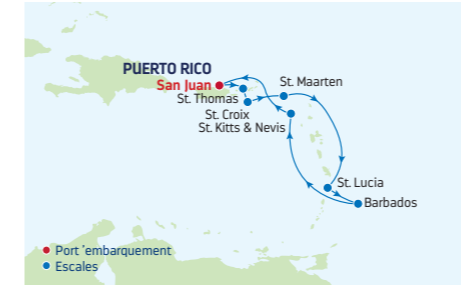 PUERTO RICO
San Juan
St. Maarten
St. Thomas
St. Croix
St. Kitts & Nevis
St. Lucia
Barbados
Port ‘embarquement
Escales